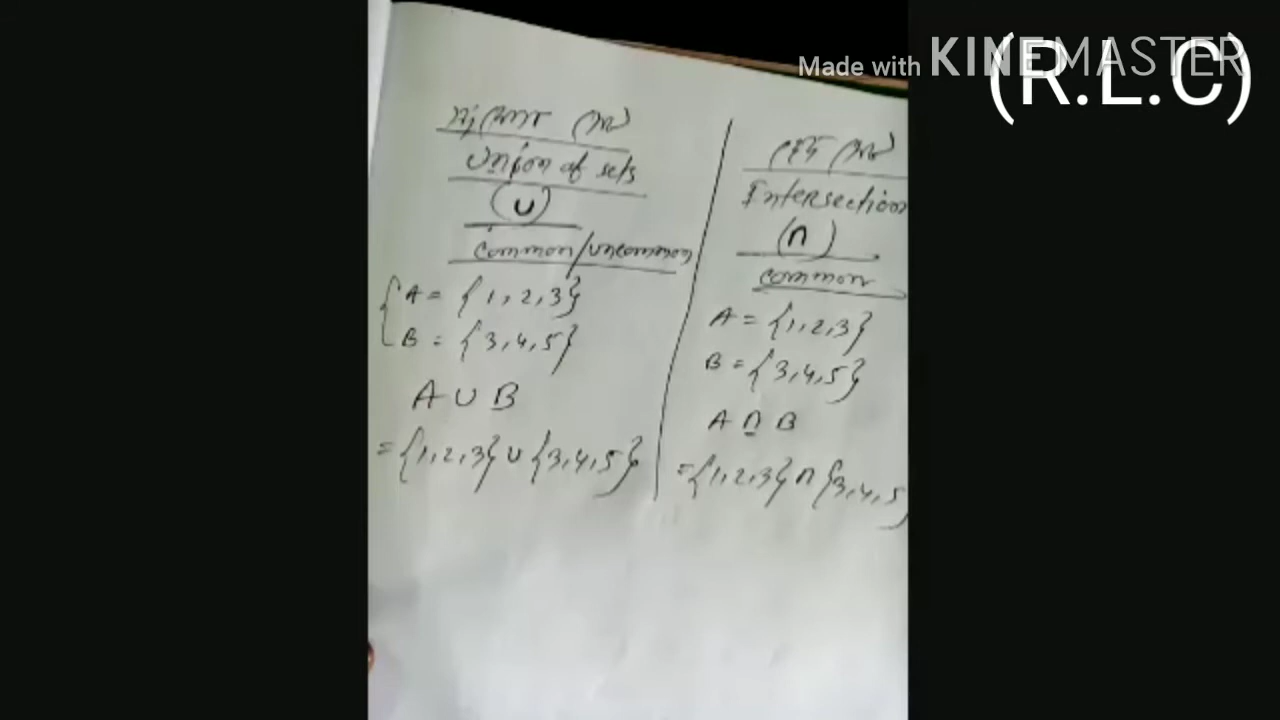 Made with KINEMASTER
(R.L.C)
সংযোগ সেট
Union of sets
(∪)
common/uncommon
A = {1,2,3}
B = {3,4,5}
A ∪ B
= {1,2,3} ∪ {3,4,5}
ছেদ সেট
Intersection
(∩)
common
A = {1,2,3}
B = {3,4,5}
A ∩ B
= {1,2,3} ∩ {3,4,5